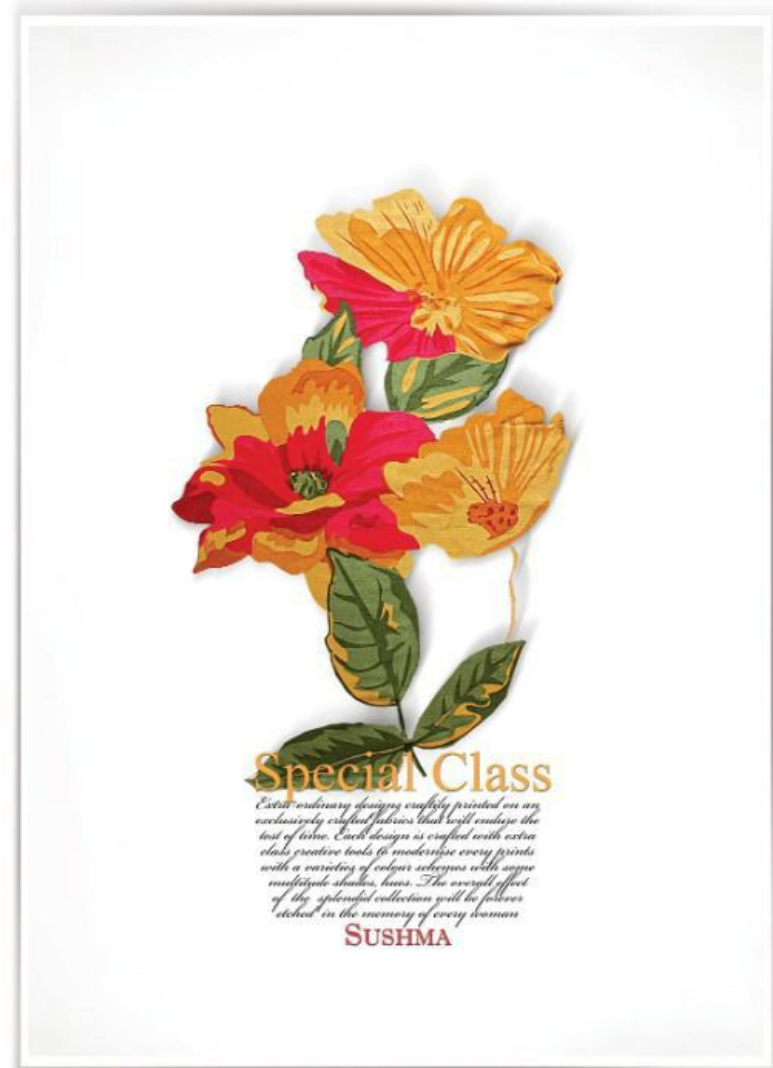 Special Class
Extra-ordinary designs craftily printed on an
exclusively crafted fabrics that will endure the
test of time. Each design is crafted with extra
class creative tools to modernise every prints
with a varieties of colour schemes with some
multitude shades, hues. The overall effect
of the splendid collection will be forever
etched in the memory of every woman
SUSHMA